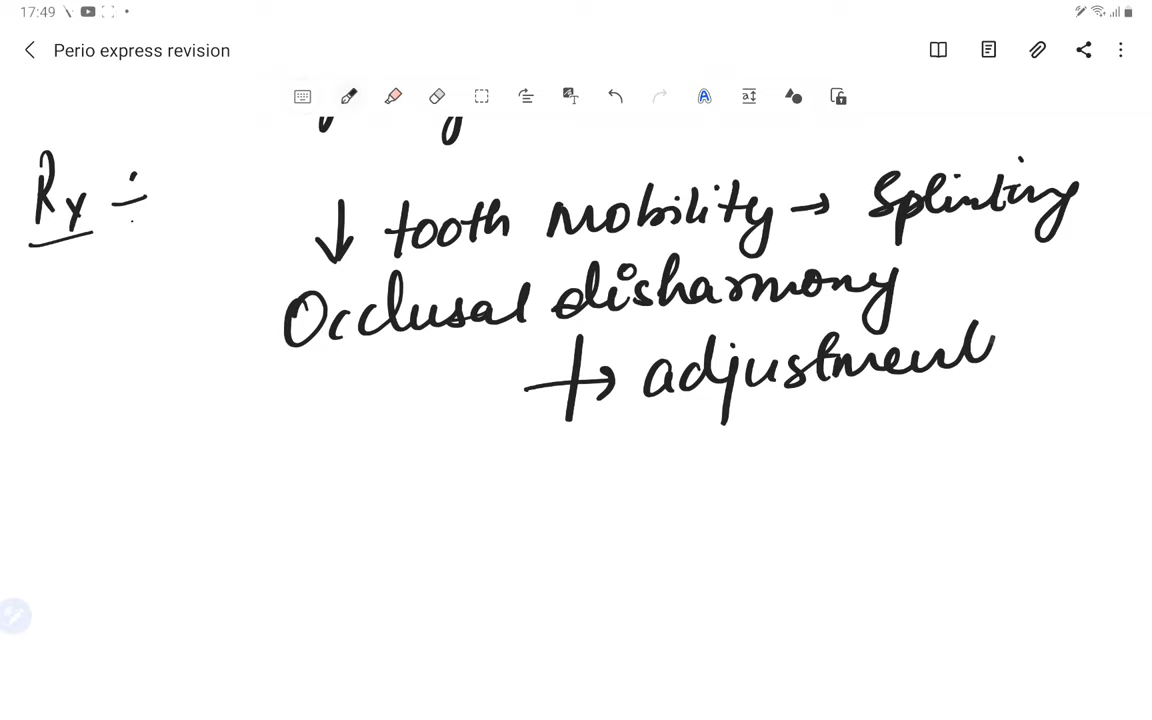 17:49
Perio express revision
Rx ÷
↓ tooth mobility → Splinting
Occlusal disharmony
→ adjustment